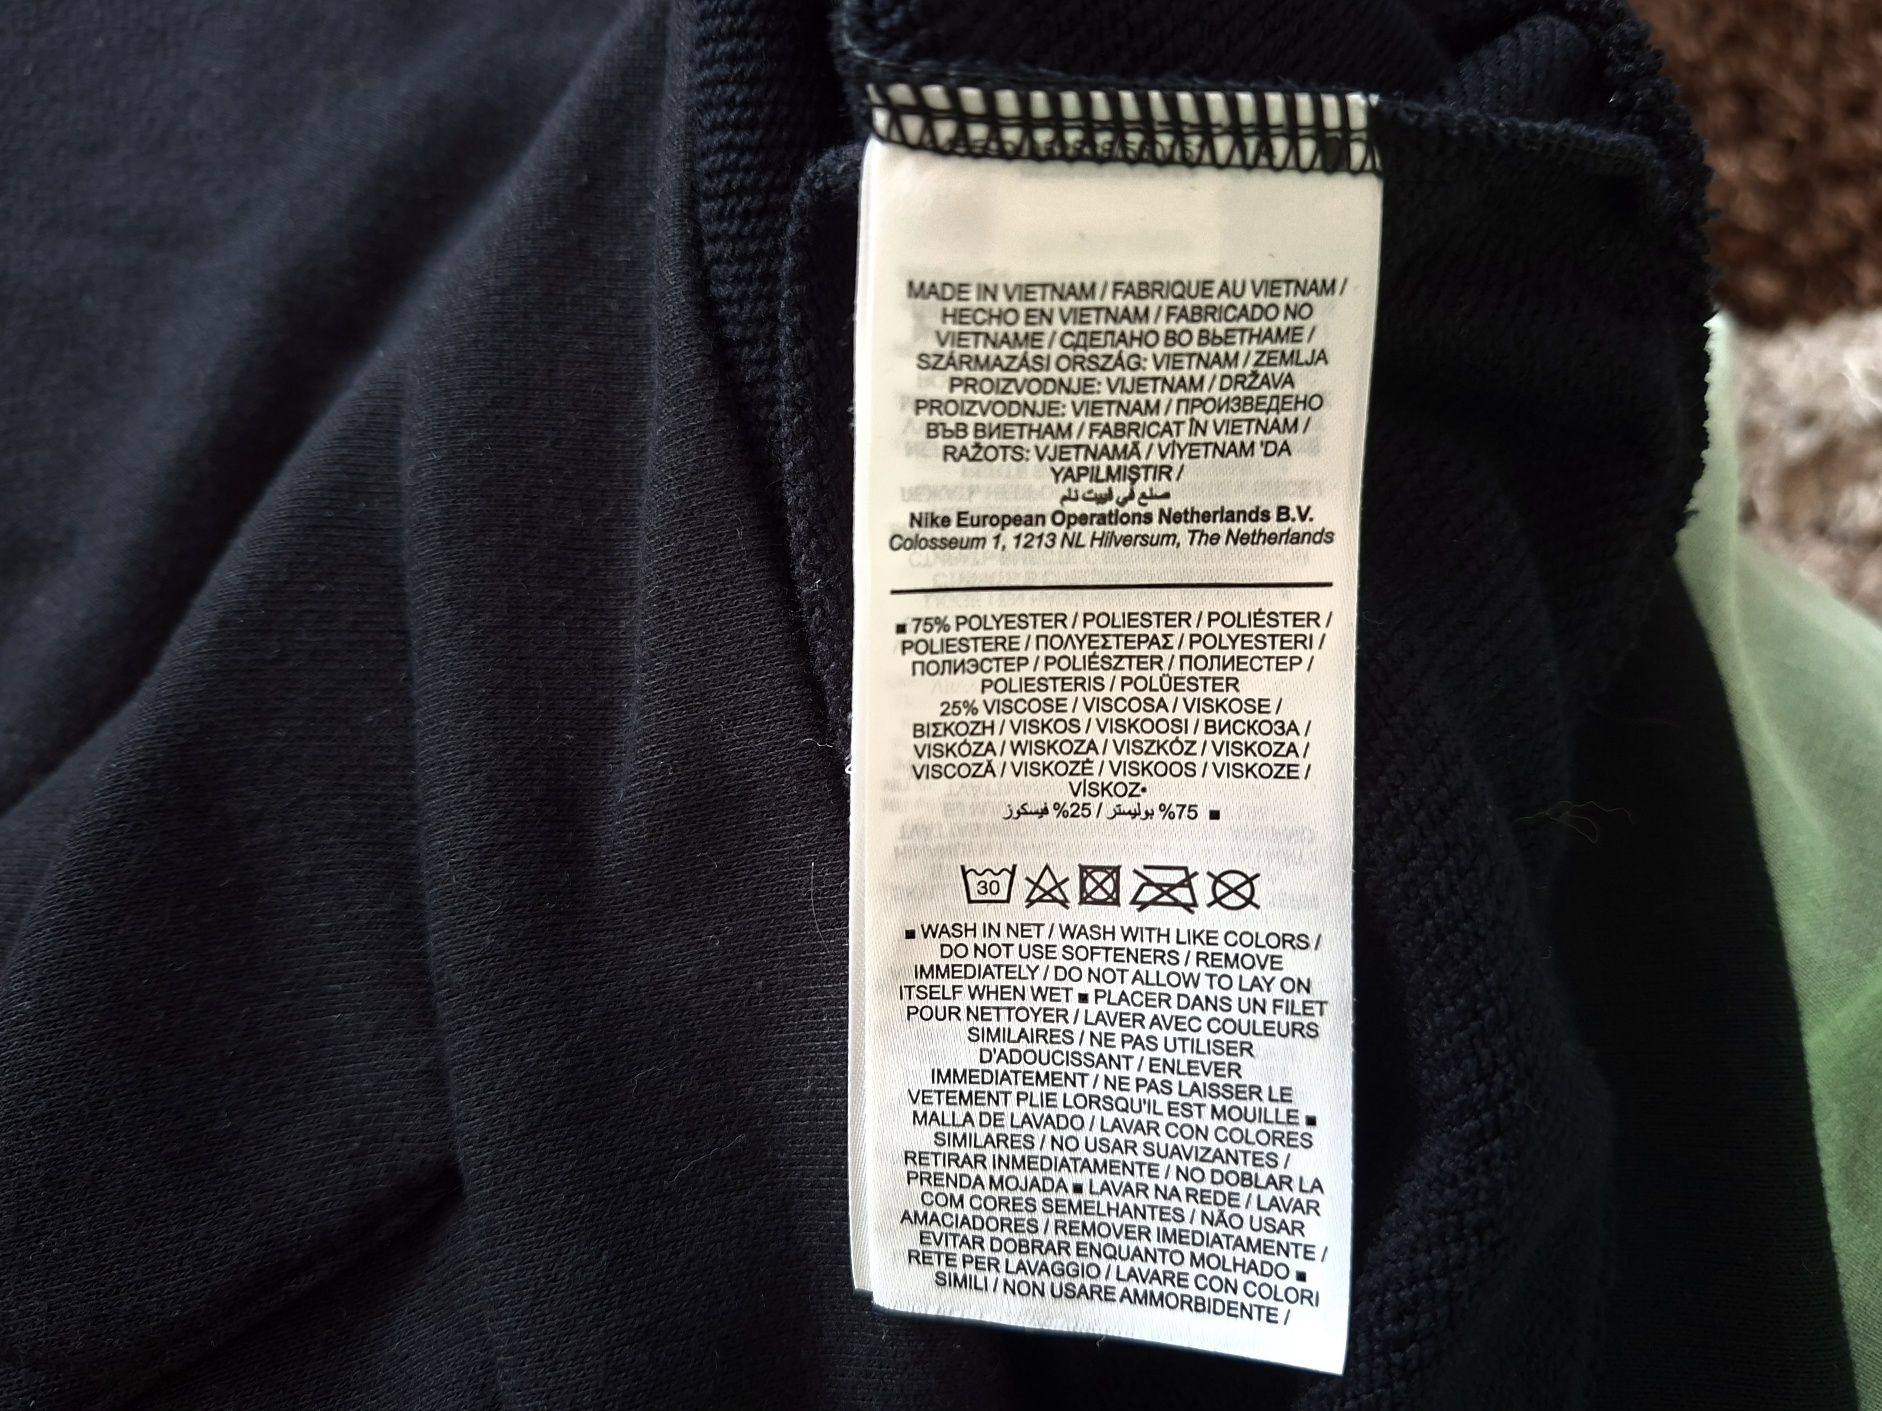 MADE IN VIETNAM / FABRIQUE AU VIETNAM /
HECHO EN VIETNAM / FABRICADO NO
VIETNAME / СДЕЛАНО ВО ВЬЕТНАМЕ /
SZÁRMAZÁSI ORSZÁG: VIETNAM / ZEMLJA
PROIZVODNJE: VIJETNAM / DRŽAVA
PROIZVODNJE: VIETNAM / ПРОИЗВЕДЕНО
ВЪВ ВИЕТНАМ / FABRICAT ÎN VIETNAM /
RAŽOTS: VJETNAMĀ / VİYETNAM 'DA
YAPILMIŞTIR /
صنع في فييت نام
Nike European Operations Netherlands B.V.
Colosseum 1, 1213 NL Hilversum, The Netherlands
■ 75% POLYESTER / POLIESTER / POLIÉSTER /
POLIESTERE / ΠΟΛΥΕΣΤΕΡΑΣ / POLYESTERI /
ПОЛИЭСТЕР / POLIÉSZTER / ПОЛИЕСТЕР /
POLIESTERIS / POLÜESTER
25% VISCOSE / VISCOSA / VISKOSE /
ΒΙΣΚΟΖΗ / VISKOS / VISKOOSI / ВИСКОЗА /
VISKÓZA / WISKOZA / VISZKÓZ / VISKOZA /
VISCOZĂ / VISKOZĖ / VISKOOS / VISKOZE /
VİSKOZ•
■ 75% بوليستر / 25% فيسكوز
30
■ WASH IN NET / WASH WITH LIKE COLORS /
DO NOT USE SOFTENERS / REMOVE
IMMEDIATELY / DO NOT ALLOW TO LAY ON
ITSELF WHEN WET ■ PLACER DANS UN FILET
POUR NETTOYER / LAVER AVEC COULEURS
SIMILAIRES / NE PAS UTILISER
D'ADOUCISSANT / ENLEVER
IMMEDIATEMENT / NE PAS LAISSER LE
VETEMENT PLIE LORSQU'IL EST MOUILLE ■
MALLA DE LAVADO / LAVAR CON COLORES
SIMILARES / NO USAR SUAVIZANTES /
RETIRAR INMEDIATAMENTE / NO DOBLAR LA
PRENDA MOJADA ■ LAVAR NA REDE / LAVAR
COM CORES SEMELHANTES / NÃO USAR
AMACIADORES / REMOVER IMEDIATAMENTE /
EVITAR DOBRAR ENQUANTO MOLHADO ■
RETE PER LAVAGGIO / LAVARE CON COLORI
SIMILI / NON USARE AMMORBIDENTE /